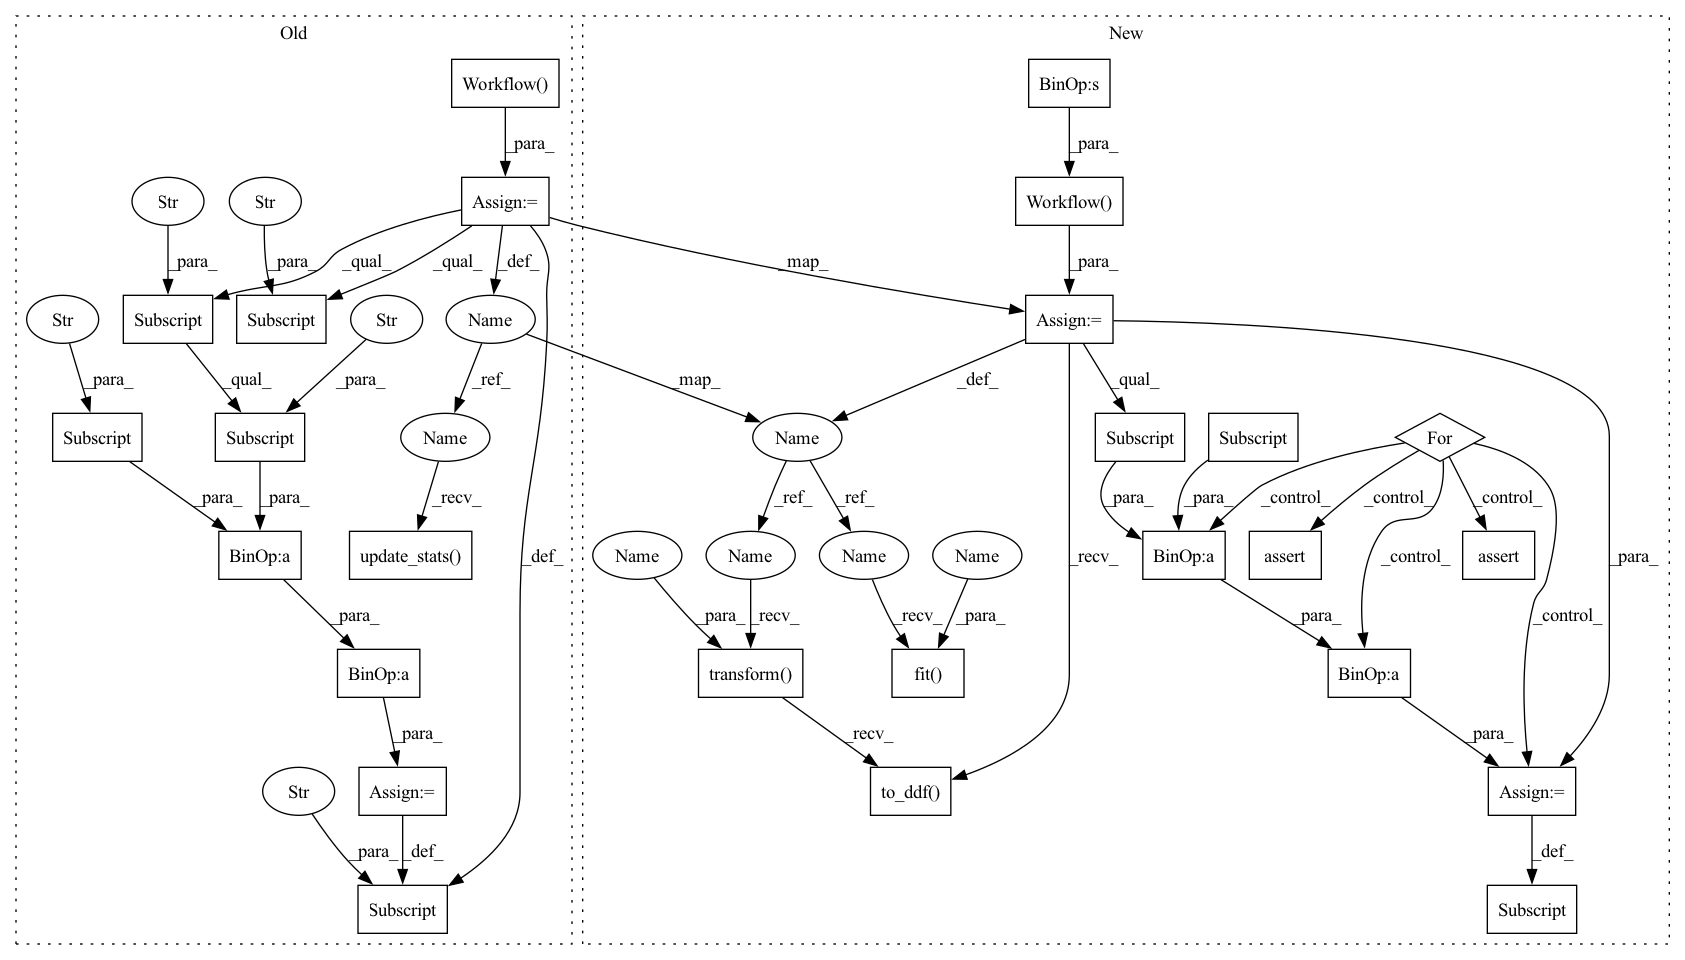 Old
New
Workflow()
BinOp:s
_para_
_para_
Str
Str
Assign:=
Workflow()
_para_
_para_
_qual_
_qual_
_def_
_map_
_para_
Str
Subscript
Subscript
Str
Name
Assign:=
_para_
_qual_
_para_
_ref_
_map_
_def_
_qual_
Subscript
Subscript
Name
Name
Subscript
Subscript
For
_para_
_para_
_recv_
_ref_
_ref_
_para_
_para_
_control_
_control_
_control_
BinOp:a
update_stats()
_def_
Name
Name
Name
Name
_recv_
BinOp:a
assert
_control_
assert
_para_
_para_
_para_
_recv_
_recv_
_para_
_para_
_control_
BinOp:a
transform()
fit()
BinOp:a
_para_
_recv_
_para_
Str
Assign:=
to_ddf()
Assign:=
_para_
_def_
_def_
Subscript
Subscript